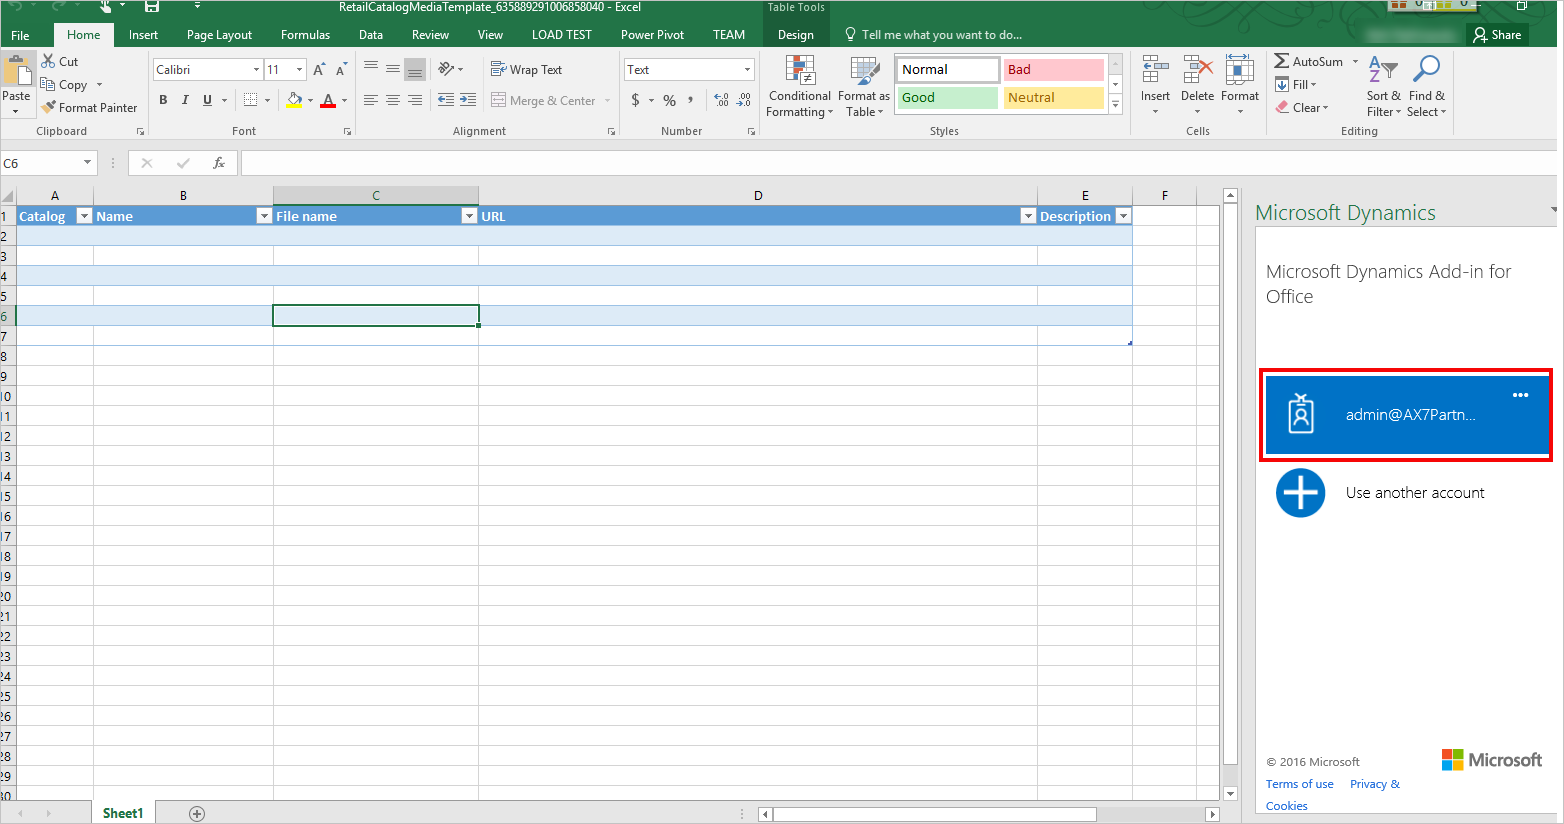 RetailCatalogMediaTemplate_635889291006858040 - Excel
Table Tools
File Home Insert Page Layout Formulas Data Review View LOAD TEST Power Pivot TEAM Design Tell me what you want to do... Share
Cut
Copy
Format Painter
Paste
Clipboard
Calibri 11
B I U
Font
Wrap Text
Merge & Center
Alignment
Text
$ % ,
Number
Conditional Formatting
Format as Table
Normal Bad
Good Neutral
Styles
Insert Delete Format
Cells
AutoSum
Fill
Clear
Sort & Filter
Find & Select
Editing
C6 fx
A B C D E F
1 Catalog Name File name URL Description
2
3
4
5
6
7
8
9
10
11
12
13
14
15
16
17
18
19
20
21
22
23
24
25
26
27
28
29
30
Sheet1
Microsoft Dynamics
Microsoft Dynamics Add-in for
Office
admin@AX7Partn...
Use another account
© 2016 Microsoft
Microsoft
Terms of use Privacy &
Cookies